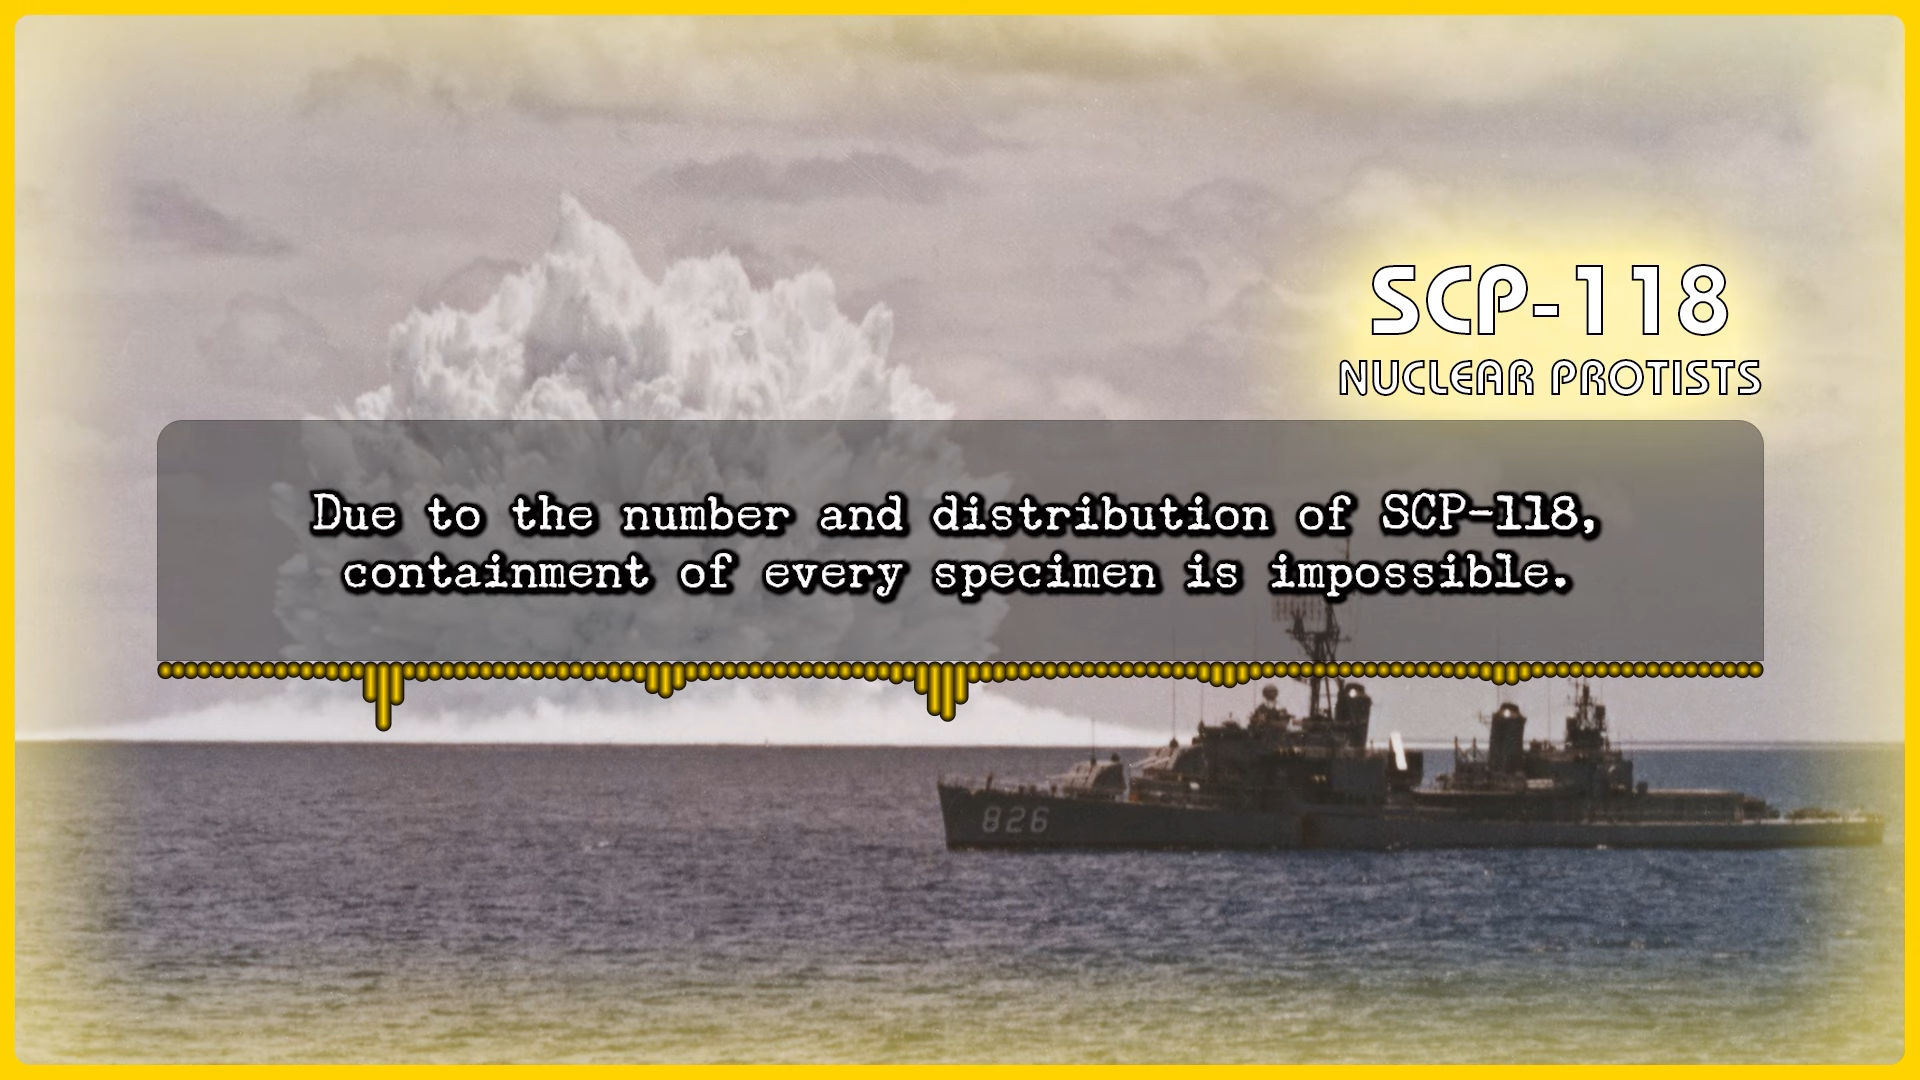 SCP-118
NUCLEAR PROTISTS
Due to the number and distribution of SCP-118,
containment of every specimen is impossible.
826